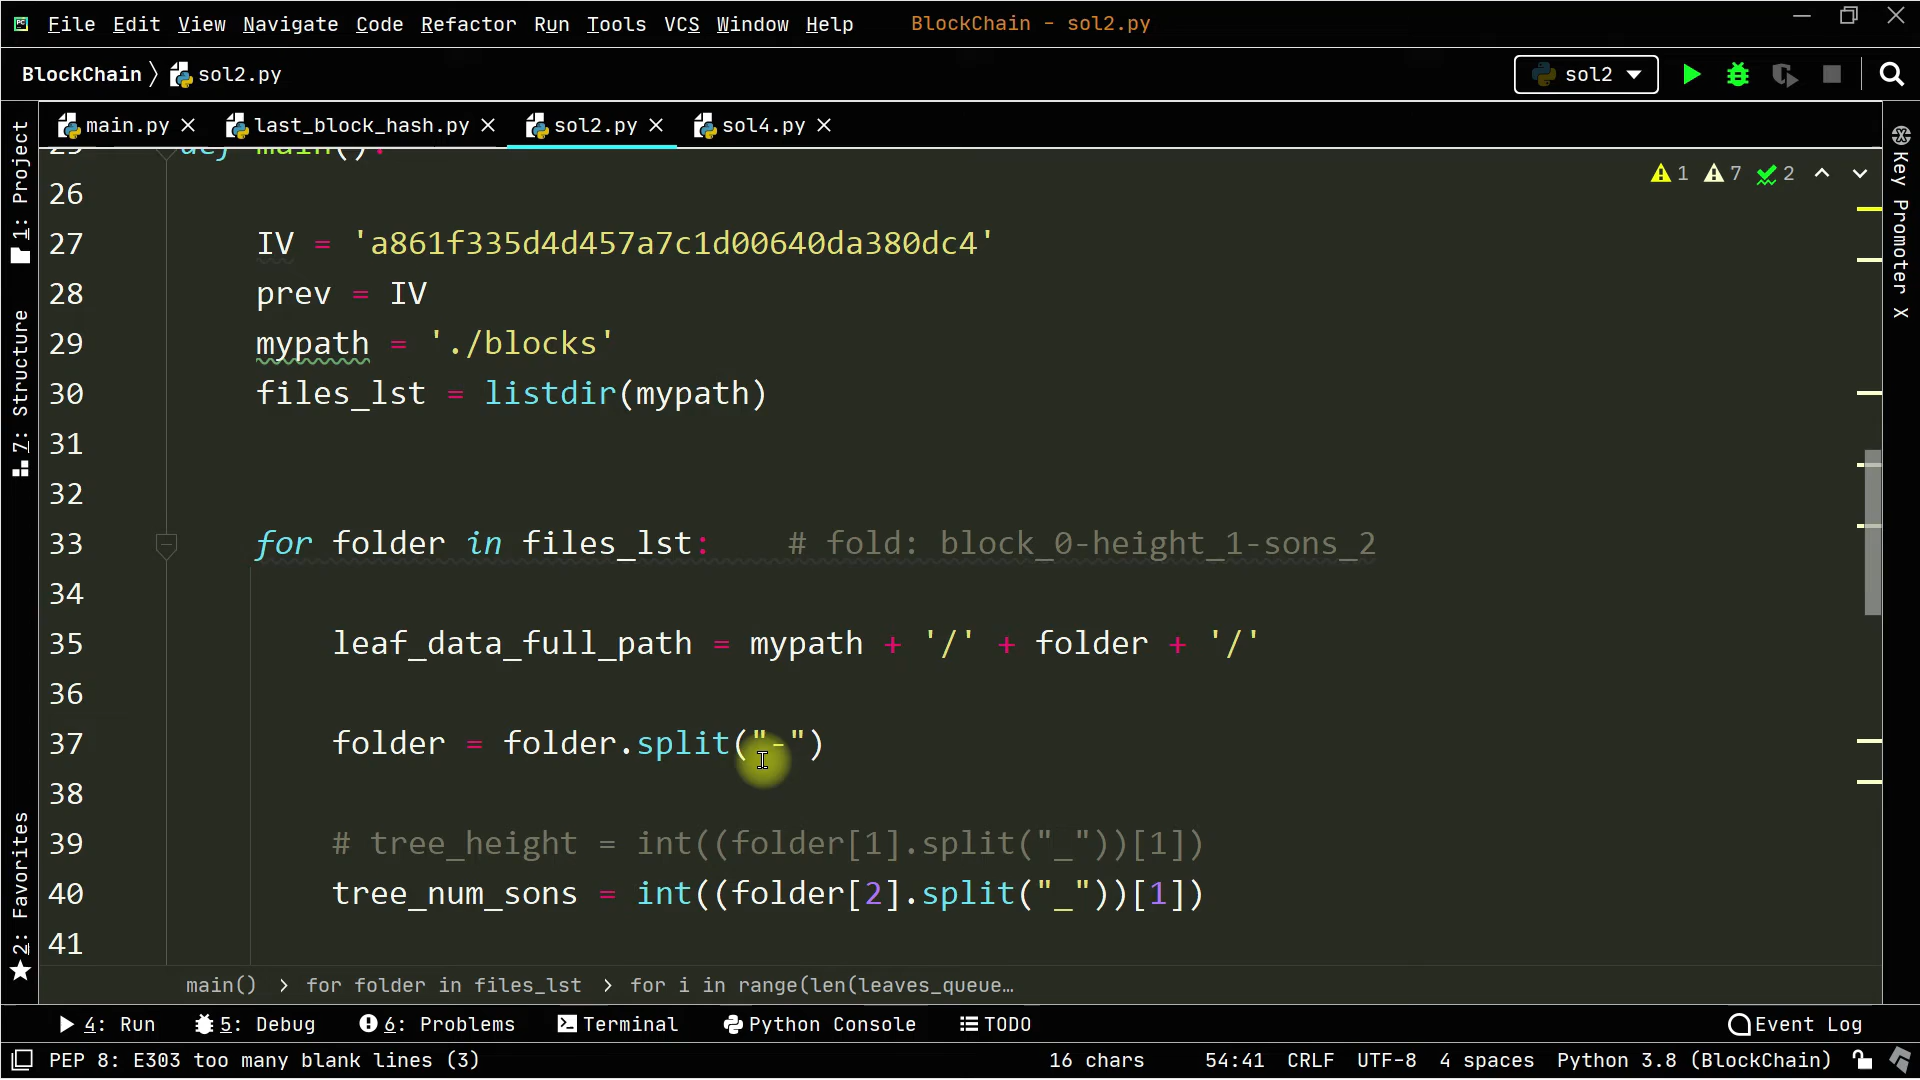 File Edit View Navigate Code Refactor Run Tools VCS Window Help BlockChain - sol2.py
BlockChain sol2.py sol2
main.py last_block_hash.py sol2.py sol4.py
25 def main():
1 7 2
26
27 IV = 'a861f335d4d457a7c1d00640da380dc4'
28 prev = IV
29 mypath = './blocks'
30 files_lst = listdir(mypath)
31
32
33 for folder in files_lst: # fold: block_0-height_1-sons_2
34
35 leaf_data_full_path = mypath + '/' + folder + '/'
36
37 folder = folder.split("-")
38
39 # tree_height = int((folder[1].split("_"))[1])
40 tree_num_sons = int((folder[2].split("_"))[1])
41
main() > for folder in files_lst > for i in range(len(leaves_queue…
1: Project
7: Structure
2: Favorites
Key Promoter X
4: Run 5: Debug 6: Problems Terminal Python Console TODO Event Log
PEP 8: E303 too many blank lines (3) 16 chars 54:41 CRLF UTF-8 4 spaces Python 3.8 (BlockChain)